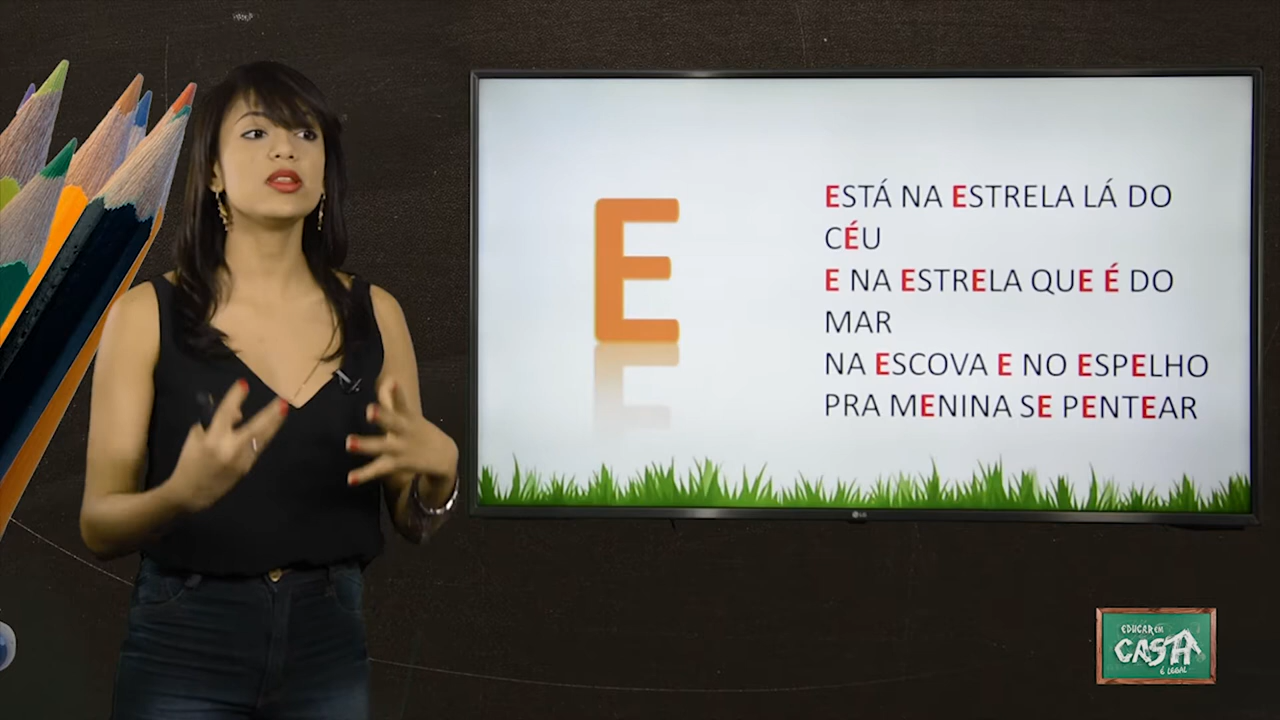 E
ESTÁ NA ESTRELA LÁ DO
CÉU
E NA ESTRELA QUE É DO
MAR
NA ESCOVA E NO ESPELHO
PRA MENINA SE PENTEAR
LG
EDUCAR EM
CASA
É LEGAL